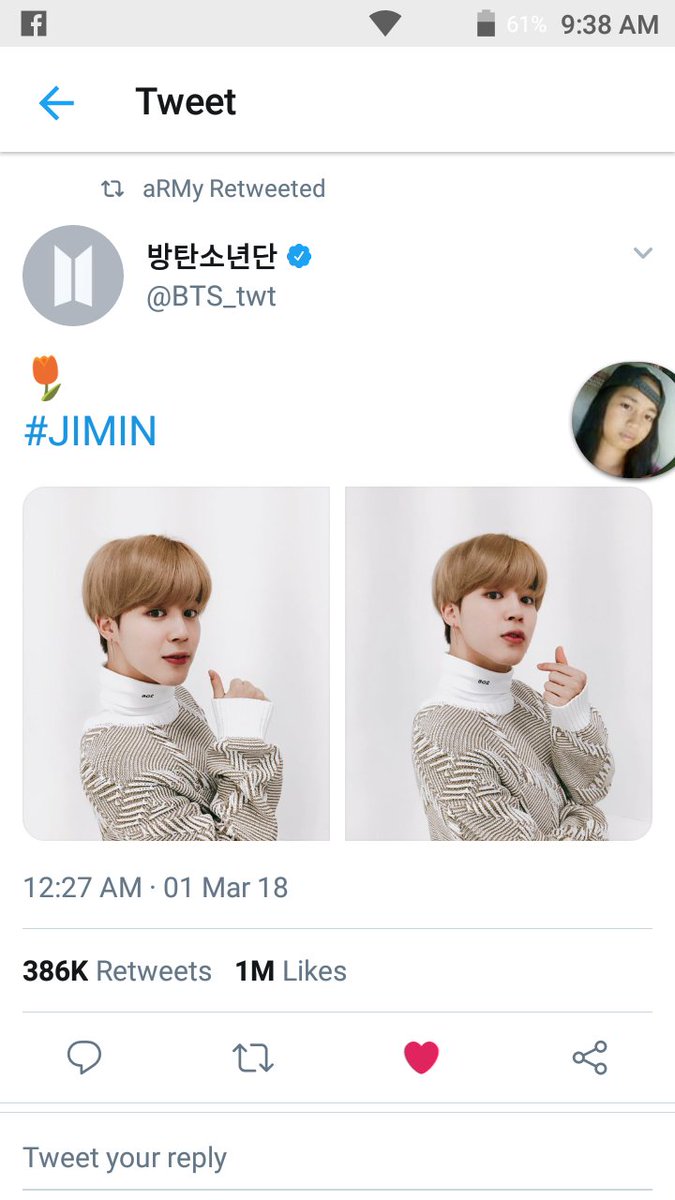 61% 9:38 AM
Tweet
aRMy Retweeted
방탄소년단
@BTS_twt
#JIMIN
12:27 AM · 01 Mar 18
386K Retweets 1M Likes
Tweet your reply